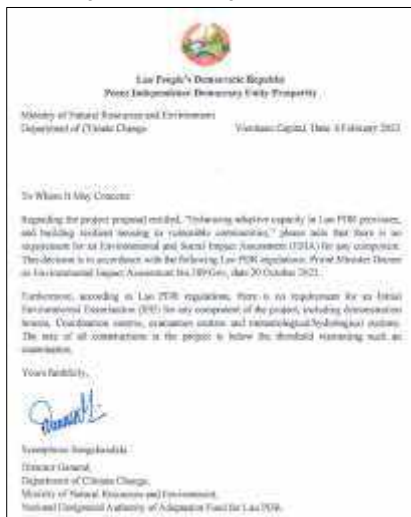 Lao People's Democratic Republic
Peace Independence Democracy Unity Prosperity
Ministry of Natural Resources and Environment
Department of Climate Change
Vientiane Capital, Date: 6 February 2023
To Whom It May Concern
Regarding the project proposal entitled, "Enhancing adaptive capacity in Lao PDR provinces,
and building resilient housing in vulnerable communities," please note that there is no
requirement for an Environmental and Social Impact Assessment (ESIA) for any component.
This decision is in accordance with the following Lao PDR regulations: Prime Minister Decree
on Environmental Impact Assessment No.389/Gov, date 20 October 2022.
Furthermore, according to Lao PDR regulations, there is no requirement for an Initial
Environmental Examination (IEE) for any component of the project, including demonstration
houses, Coordination centres, evacuation centres and meteorological/hydrological stations.
The size of all constructions in the project is below the threshold warranting such an
examination.
Yours faithfully,
Director General,
Department of Climate Change,
Ministry of Natural Resources and Environment,
National Designated Authority of Adaptation Fund for Lao PDR.